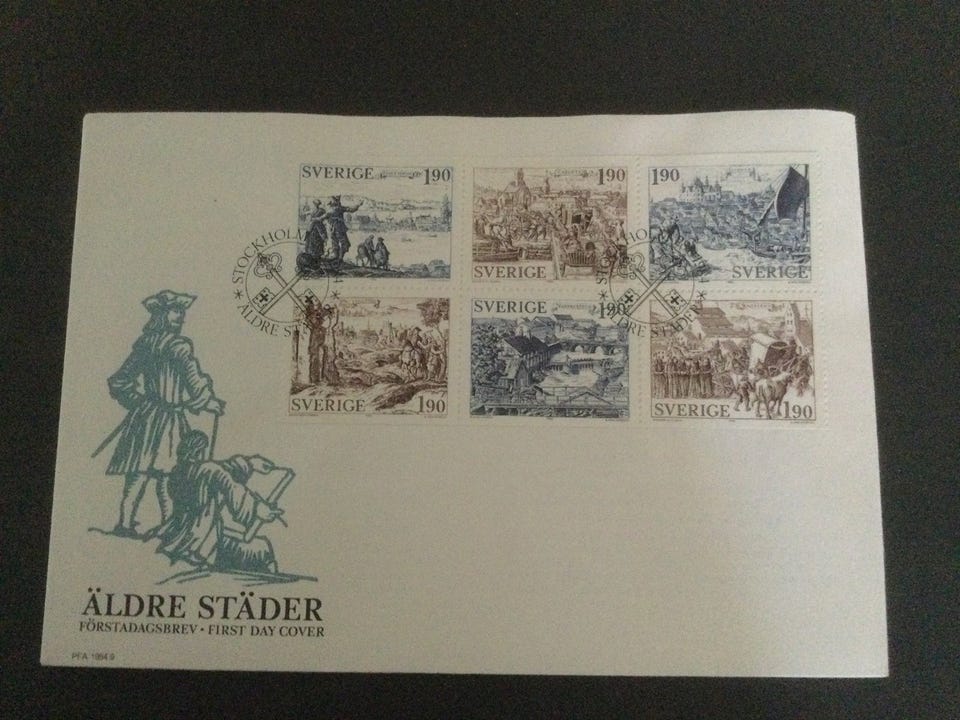 SVERIGE 1.90
1.90
SVERIGE
1.90
SVERIGE
SVERIGE 1.90
SVERIGE 1.90
SVERIGE 1.90
* STOCKHOLM
* ÄLDRE STÄDER
ÄLDRE STÄDER
FÖRSTADAGSBREV • FIRST DAY COVER
PFA 1984 9